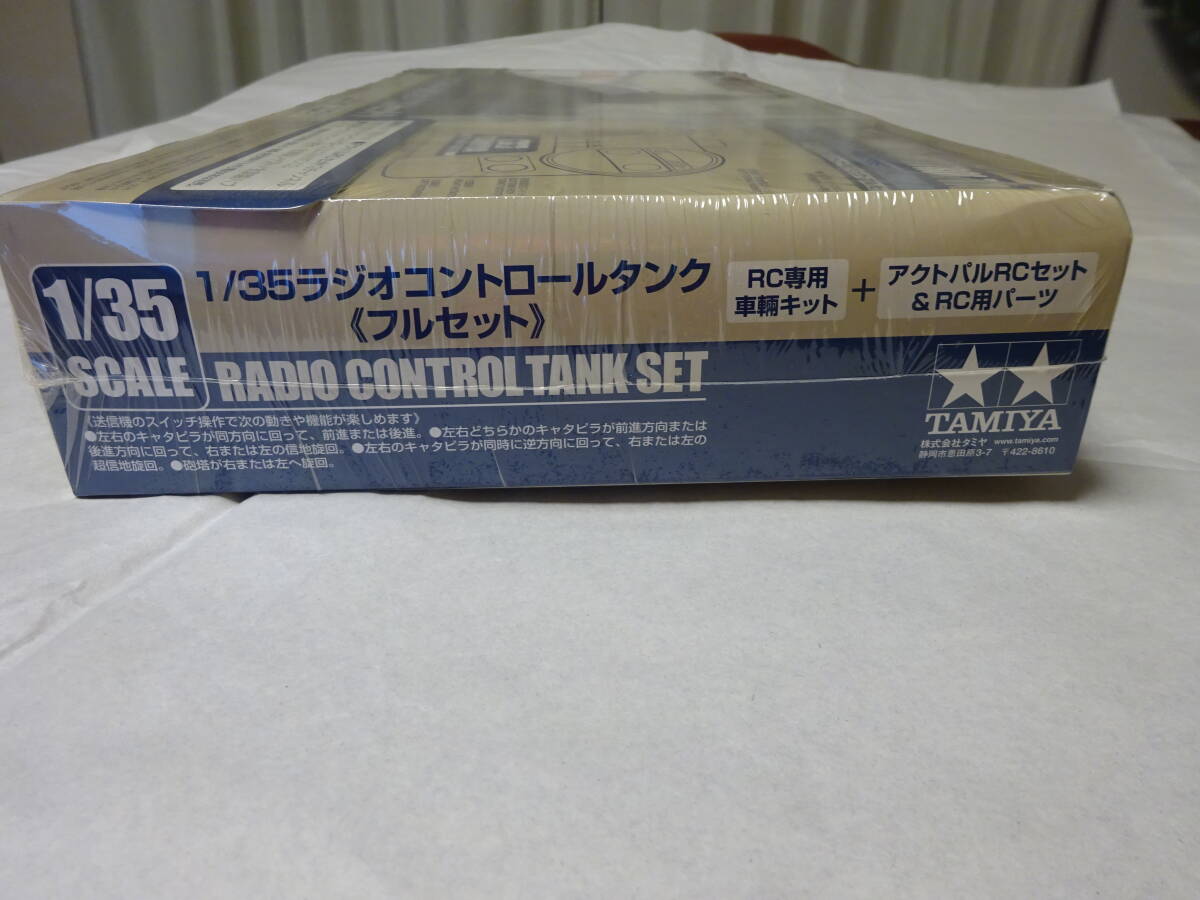 1/35
SCALE
1/35ラジオコントロールタンク
《フルセット》
RC専用
車輛キット
+
アクトパルRCセット
&RC用パーツ
RADIO CONTROL TANK SET
《送信機のスイッチ操作で次の動きや機能が楽しめます》
●左右のキャタピラが同方向に回って、前進または後進。●左右どちらかのキャタピラが前進方向または
後進方向に回って、右または左の信地旋回。●左右のキャタピラが同時に逆方向に回って、右または左の
超信地旋回。●砲塔が右または左へ旋回。
TAMIYA
株式会社タミヤ www.tamiya.com
静岡市恩田原3-7 〒422-8610